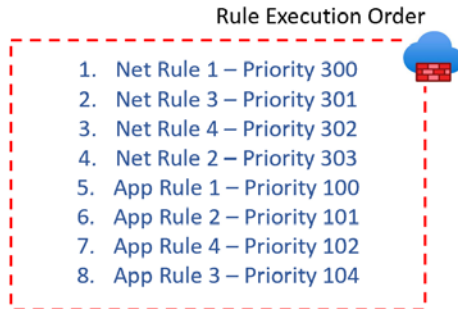 Rule Execution Order
1. Net Rule 1 – Priority 300
2. Net Rule 3 – Priority 301
3. Net Rule 4 – Priority 302
4. Net Rule 2 – Priority 303
5. App Rule 1 – Priority 100
6. App Rule 2 – Priority 101
7. App Rule 4 – Priority 102
8. App Rule 3 – Priority 104